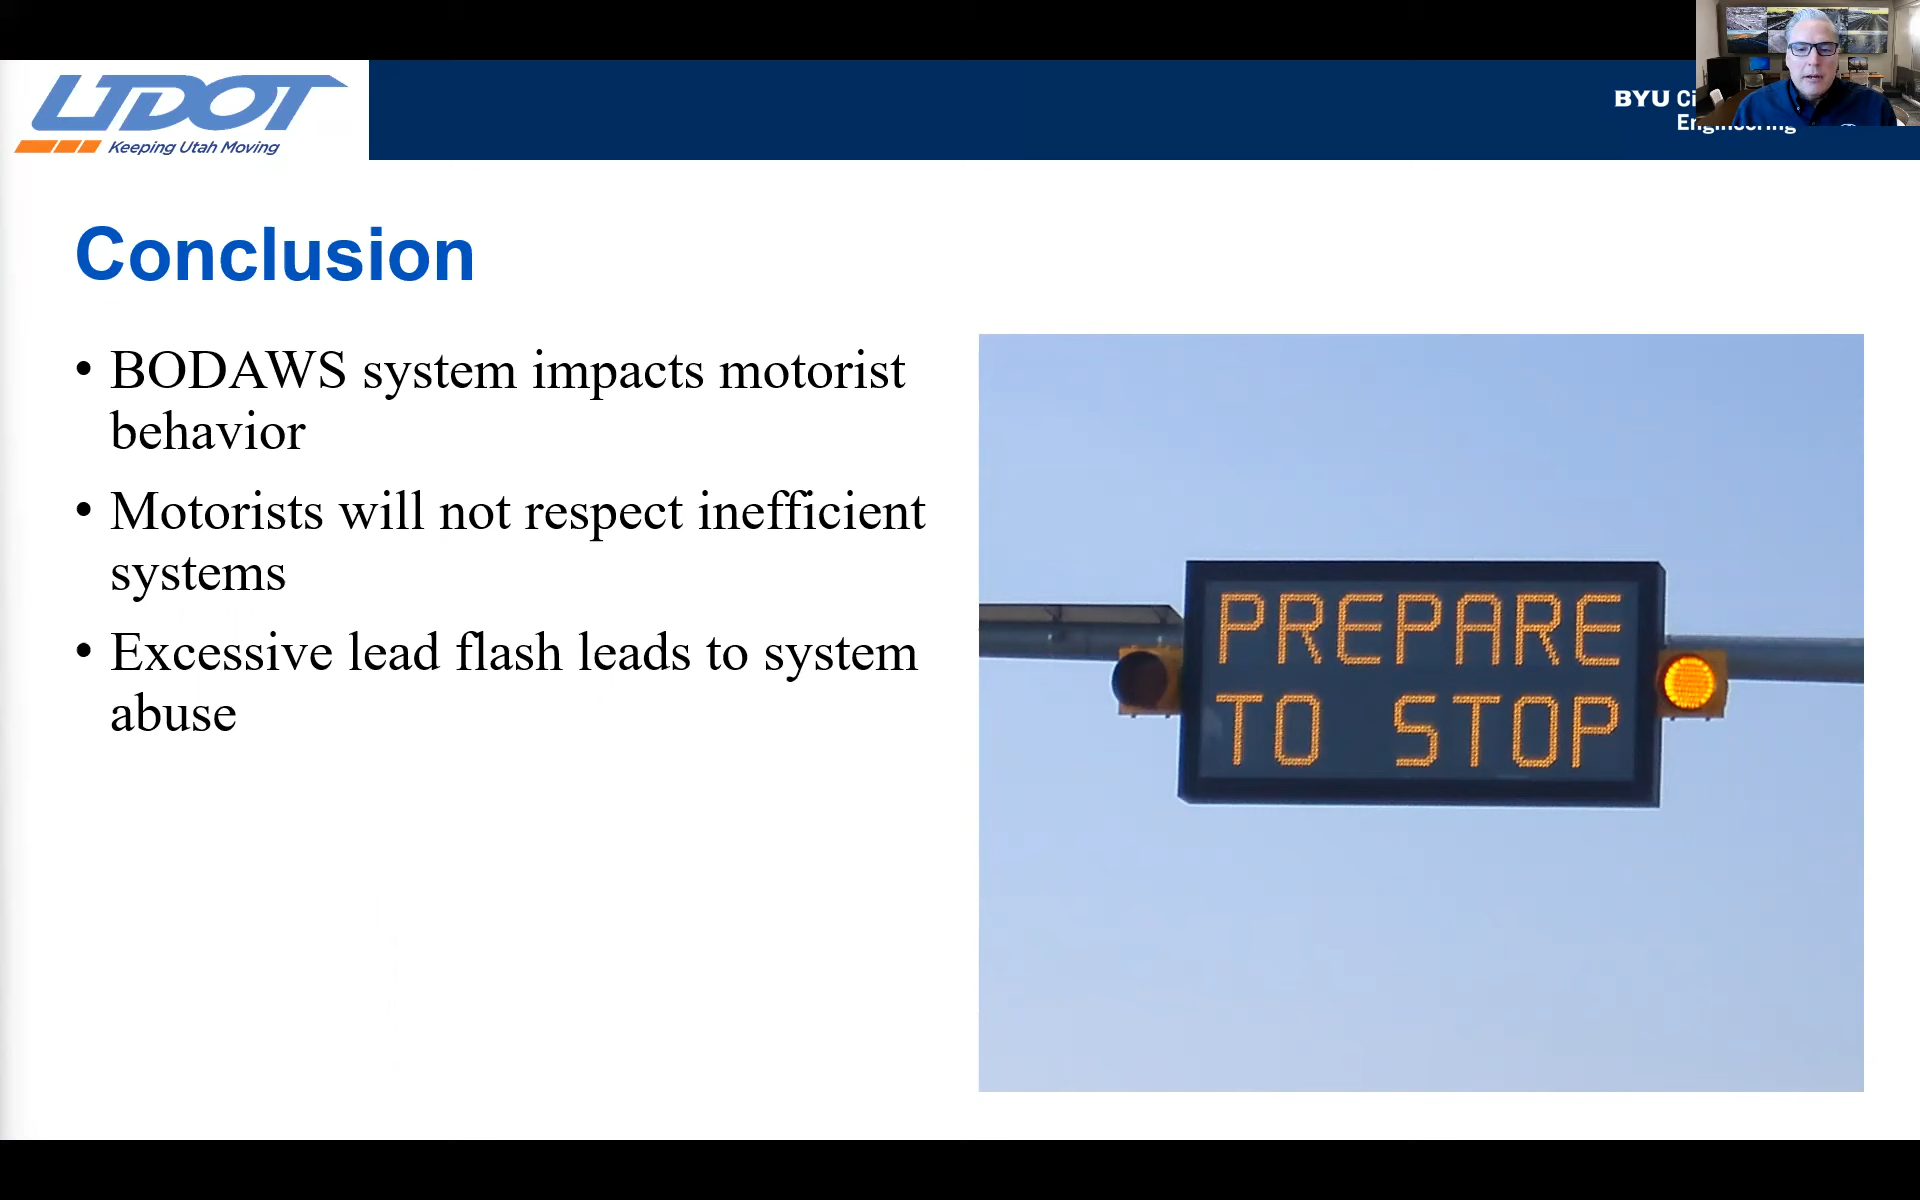 UDOT
Keeping Utah Moving
BYU Ci
Engineering
Conclusion
• BODAWS system impacts motorist
behavior
• Motorists will not respect inefficient
systems
• Excessive lead flash leads to system
abuse
PREPARE
TO STOP